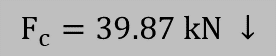 F_c = 39.87 kN ↓